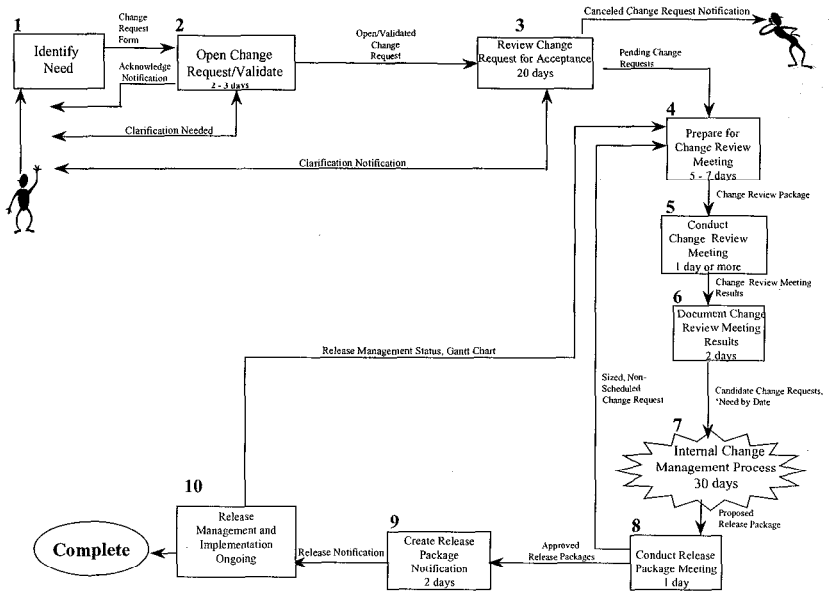 1
Identify
Need
Change
Request
Form
2
Open Change
Request/Validate
2 - 3 days
Acknowledge
Notification
Clarification Needed
Open/Validated
Change
Request
3
Review Change
Request for Acceptance
20 days
Canceled Change Request Notification
Pending Change
Requests
Clarification Notification
4
Prepare for
Change Review
Meeting
5 - 7 days
Change Review Package
5
Conduct
Change Review
Meeting
1 day or more
Change Review Meeting
Results
6
Document Change
Review Meeting
Results
2 days
Release Management Status, Gantt Chart
Sized, Non-
Scheduled
Change Request
Candidate Change Requests,
*Need by Date
7
Internal Change
Management Process
30 days
Proposed
Release Package
8
Conduct Release
Package Meeting
1 day
Approved
Release Packages
9
Create Release
Package
Notification
2 days
Release Notification
10
Release
Management and
Implementation
Ongoing
Complete